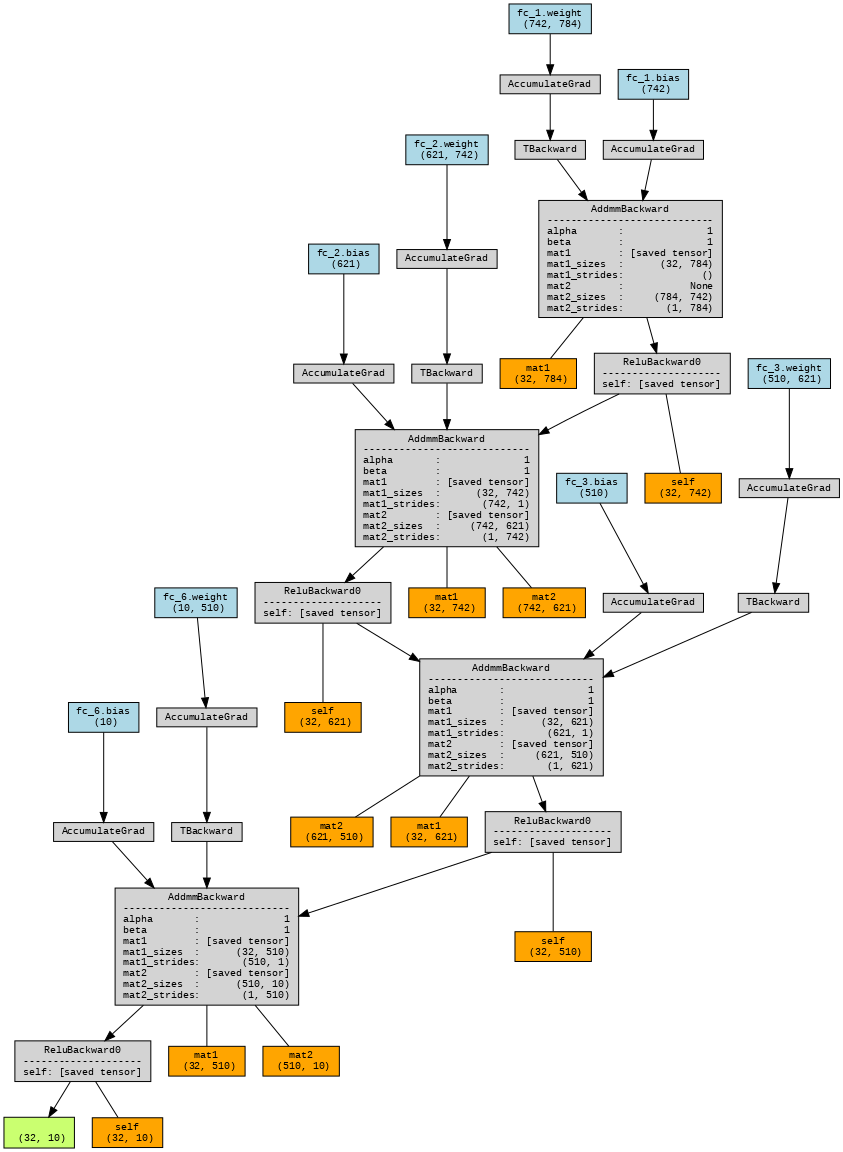 fc_1.weight
(742, 784)
AccumulateGrad
fc_1.bias
(742)
TBackward
AccumulateGrad
fc_2.weight
(621, 742)
AddmmBackward
----------------------------
alpha        :              1
beta         :              1
mat1         : [saved tensor]
mat1_sizes   :      (32, 784)
mat1_strides:             ()
mat2         :           None
mat2_sizes   :     (784, 742)
mat2_strides:       (1, 784)
fc_2.bias
(621)
AccumulateGrad
mat1
(32, 784)
ReluBackward0
--------------------
self: [saved tensor]
fc_3.weight
(510, 621)
AccumulateGrad
TBackward
AddmmBackward
----------------------------
alpha        :              1
beta         :              1
mat1         : [saved tensor]
mat1_sizes   :      (32, 742)
mat1_strides:       (742, 1)
mat2         : [saved tensor]
mat2_sizes   :     (742, 621)
mat2_strides:       (1, 742)
fc_3.bias
(510)
self
(32, 742)
AccumulateGrad
fc_6.weight
(10, 510)
ReluBackward0
--------------------
self: [saved tensor]
mat1
(32, 742)
mat2
(742, 621)
AccumulateGrad
TBackward
AddmmBackward
----------------------------
alpha        :              1
beta         :              1
mat1         : [saved tensor]
mat1_sizes   :      (32, 621)
mat1_strides:       (621, 1)
mat2         : [saved tensor]
mat2_sizes   :     (621, 510)
mat2_strides:       (1, 621)
fc_6.bias
(10)
AccumulateGrad
self
(32, 621)
AccumulateGrad
TBackward
mat2
(621, 510)
mat1
(32, 621)
ReluBackward0
--------------------
self: [saved tensor]
AddmmBackward
----------------------------
alpha        :              1
beta         :              1
mat1         : [saved tensor]
mat1_sizes   :      (32, 510)
mat1_strides:       (510, 1)
mat2         : [saved tensor]
mat2_sizes   :      (510, 10)
mat2_strides:       (1, 510)
self
(32, 510)
ReluBackward0
--------------------
self: [saved tensor]
mat1
(32, 510)
mat2
(510, 10)
(32, 10)
self
(32, 10)